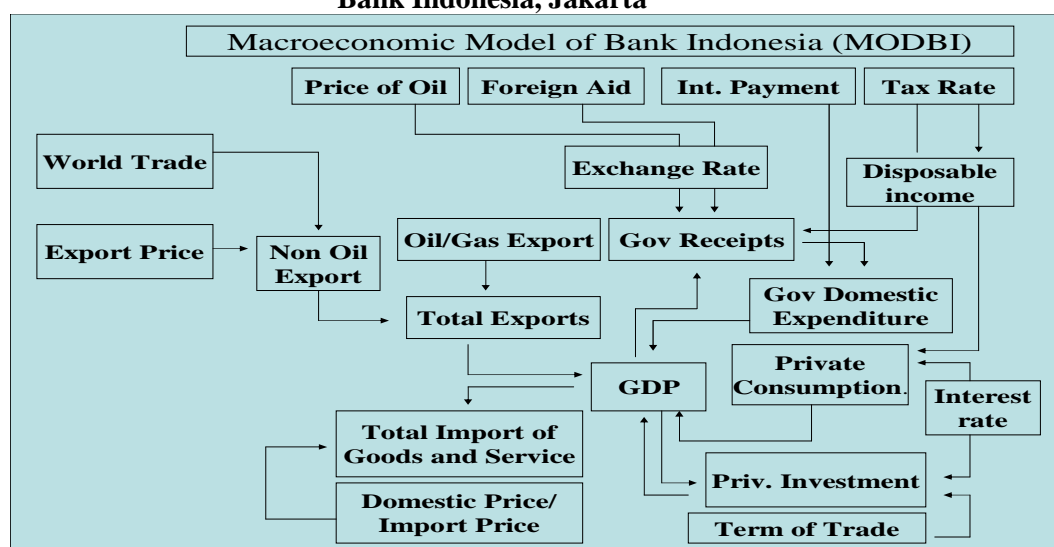 Bank Indonesia, Jakarta
Macroeconomic Model of Bank Indonesia (MODBI)
Price of Oil
Foreign Aid
Int. Payment
Tax Rate
World Trade
Exchange Rate
Disposable
income
Export Price
Non Oil
Export
Oil/Gas Export
Gov Receipts
Gov Domestic
Expenditure
Total Exports
Private
Consumption.
GDP
Interest
rate
Total Import of
Goods and Service
Priv. Investment
Domestic Price/
Import Price
Term of Trade